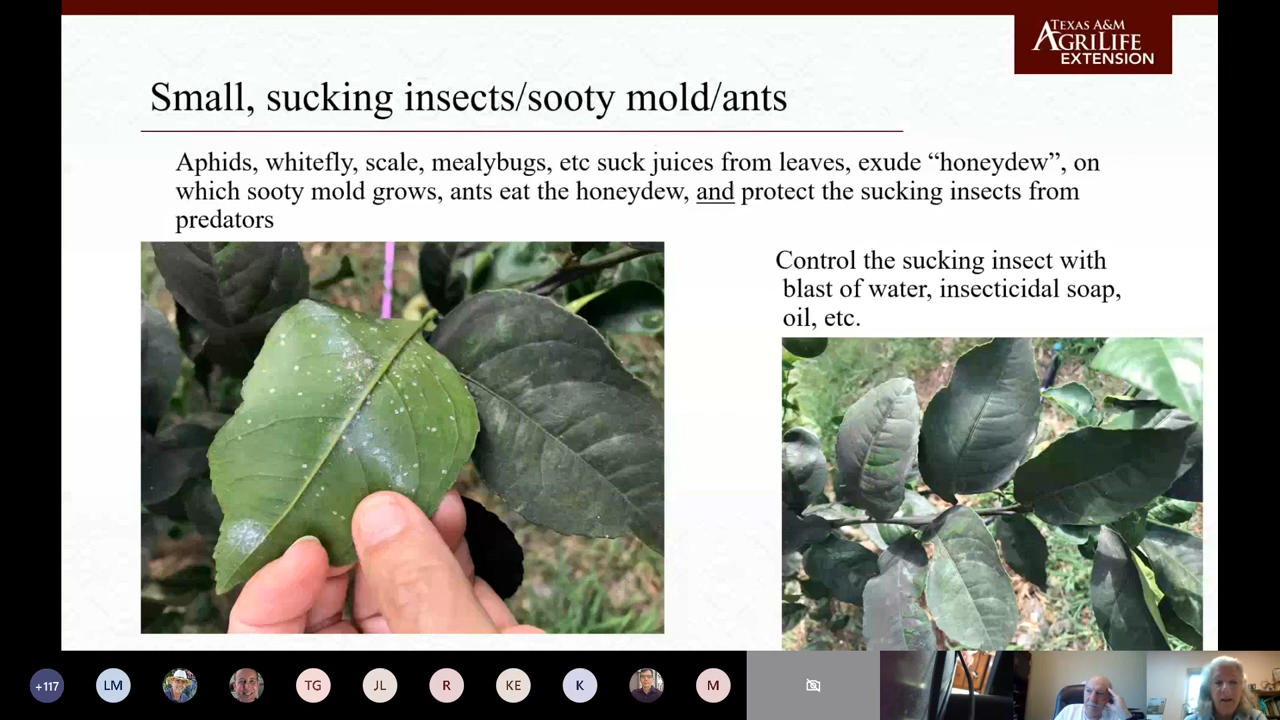 TEXAS A&M
AGRILIFE
EXTENSION
Small, sucking insects/sooty mold/ants
Aphids, whitefly, scale, mealybugs, etc suck juices from leaves, exude “honeydew”, on
which sooty mold grows, ants eat the honeydew, and protect the sucking insects from
predators
Control the sucking insect with
blast of water, insecticidal soap,
oil, etc.
+117
LM
TG
JL
R
KE
K
M